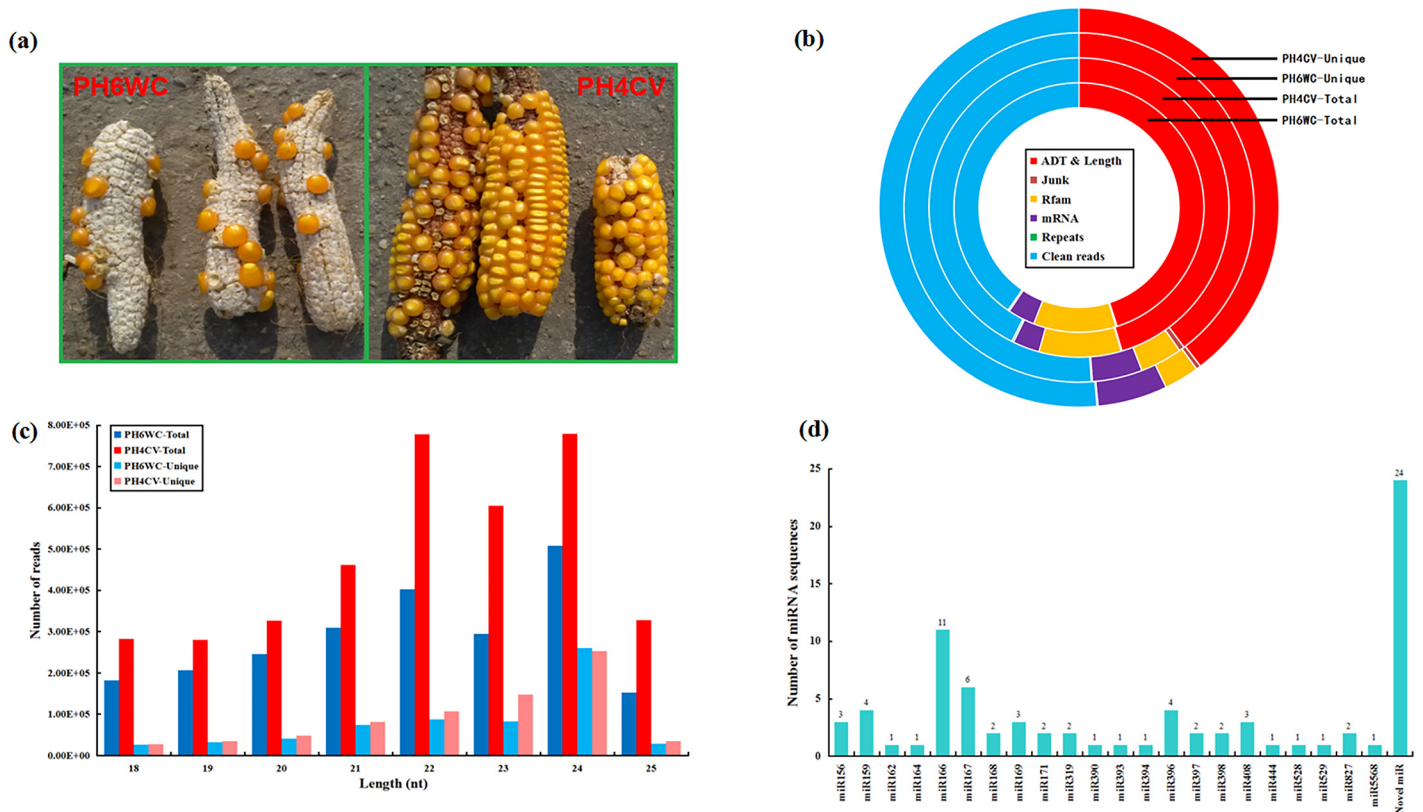 (a)
PH6WC
PH4CV
(b)
PH4CV-Unique
PH6WC-Unique
PH4CV-Total
PH6WC-Total
ADT & Length
Junk
Rfam
mRNA
Repeats
Clean reads
(c)
8.00E+05
7.00E+05
6.00E+05
5.00E+05
4.00E+05
3.00E+05
2.00E+05
1.00E+05
0.00E+00
Number of reads
PH6WC-Total
PH4CV-Total
PH6WC-Unique
PH4CV-Unique
18 19 20 21 22 23 24 25
Length (nt)
(d)
25
20
15
10
5
0
Number of miRNA sequences
3 4 1 1 11 6 2 3 2 2 1 1 1 4 2 2 3 1 1 1 2 1 24
miR156
miR159
miR162
miR164
miR166
miR167
miR168
miR169
miR171
miR319
miR390
miR393
miR394
miR396
miR397
miR398
miR408
miR444
miR528
miR529
miR827
miR5568
Novel miR